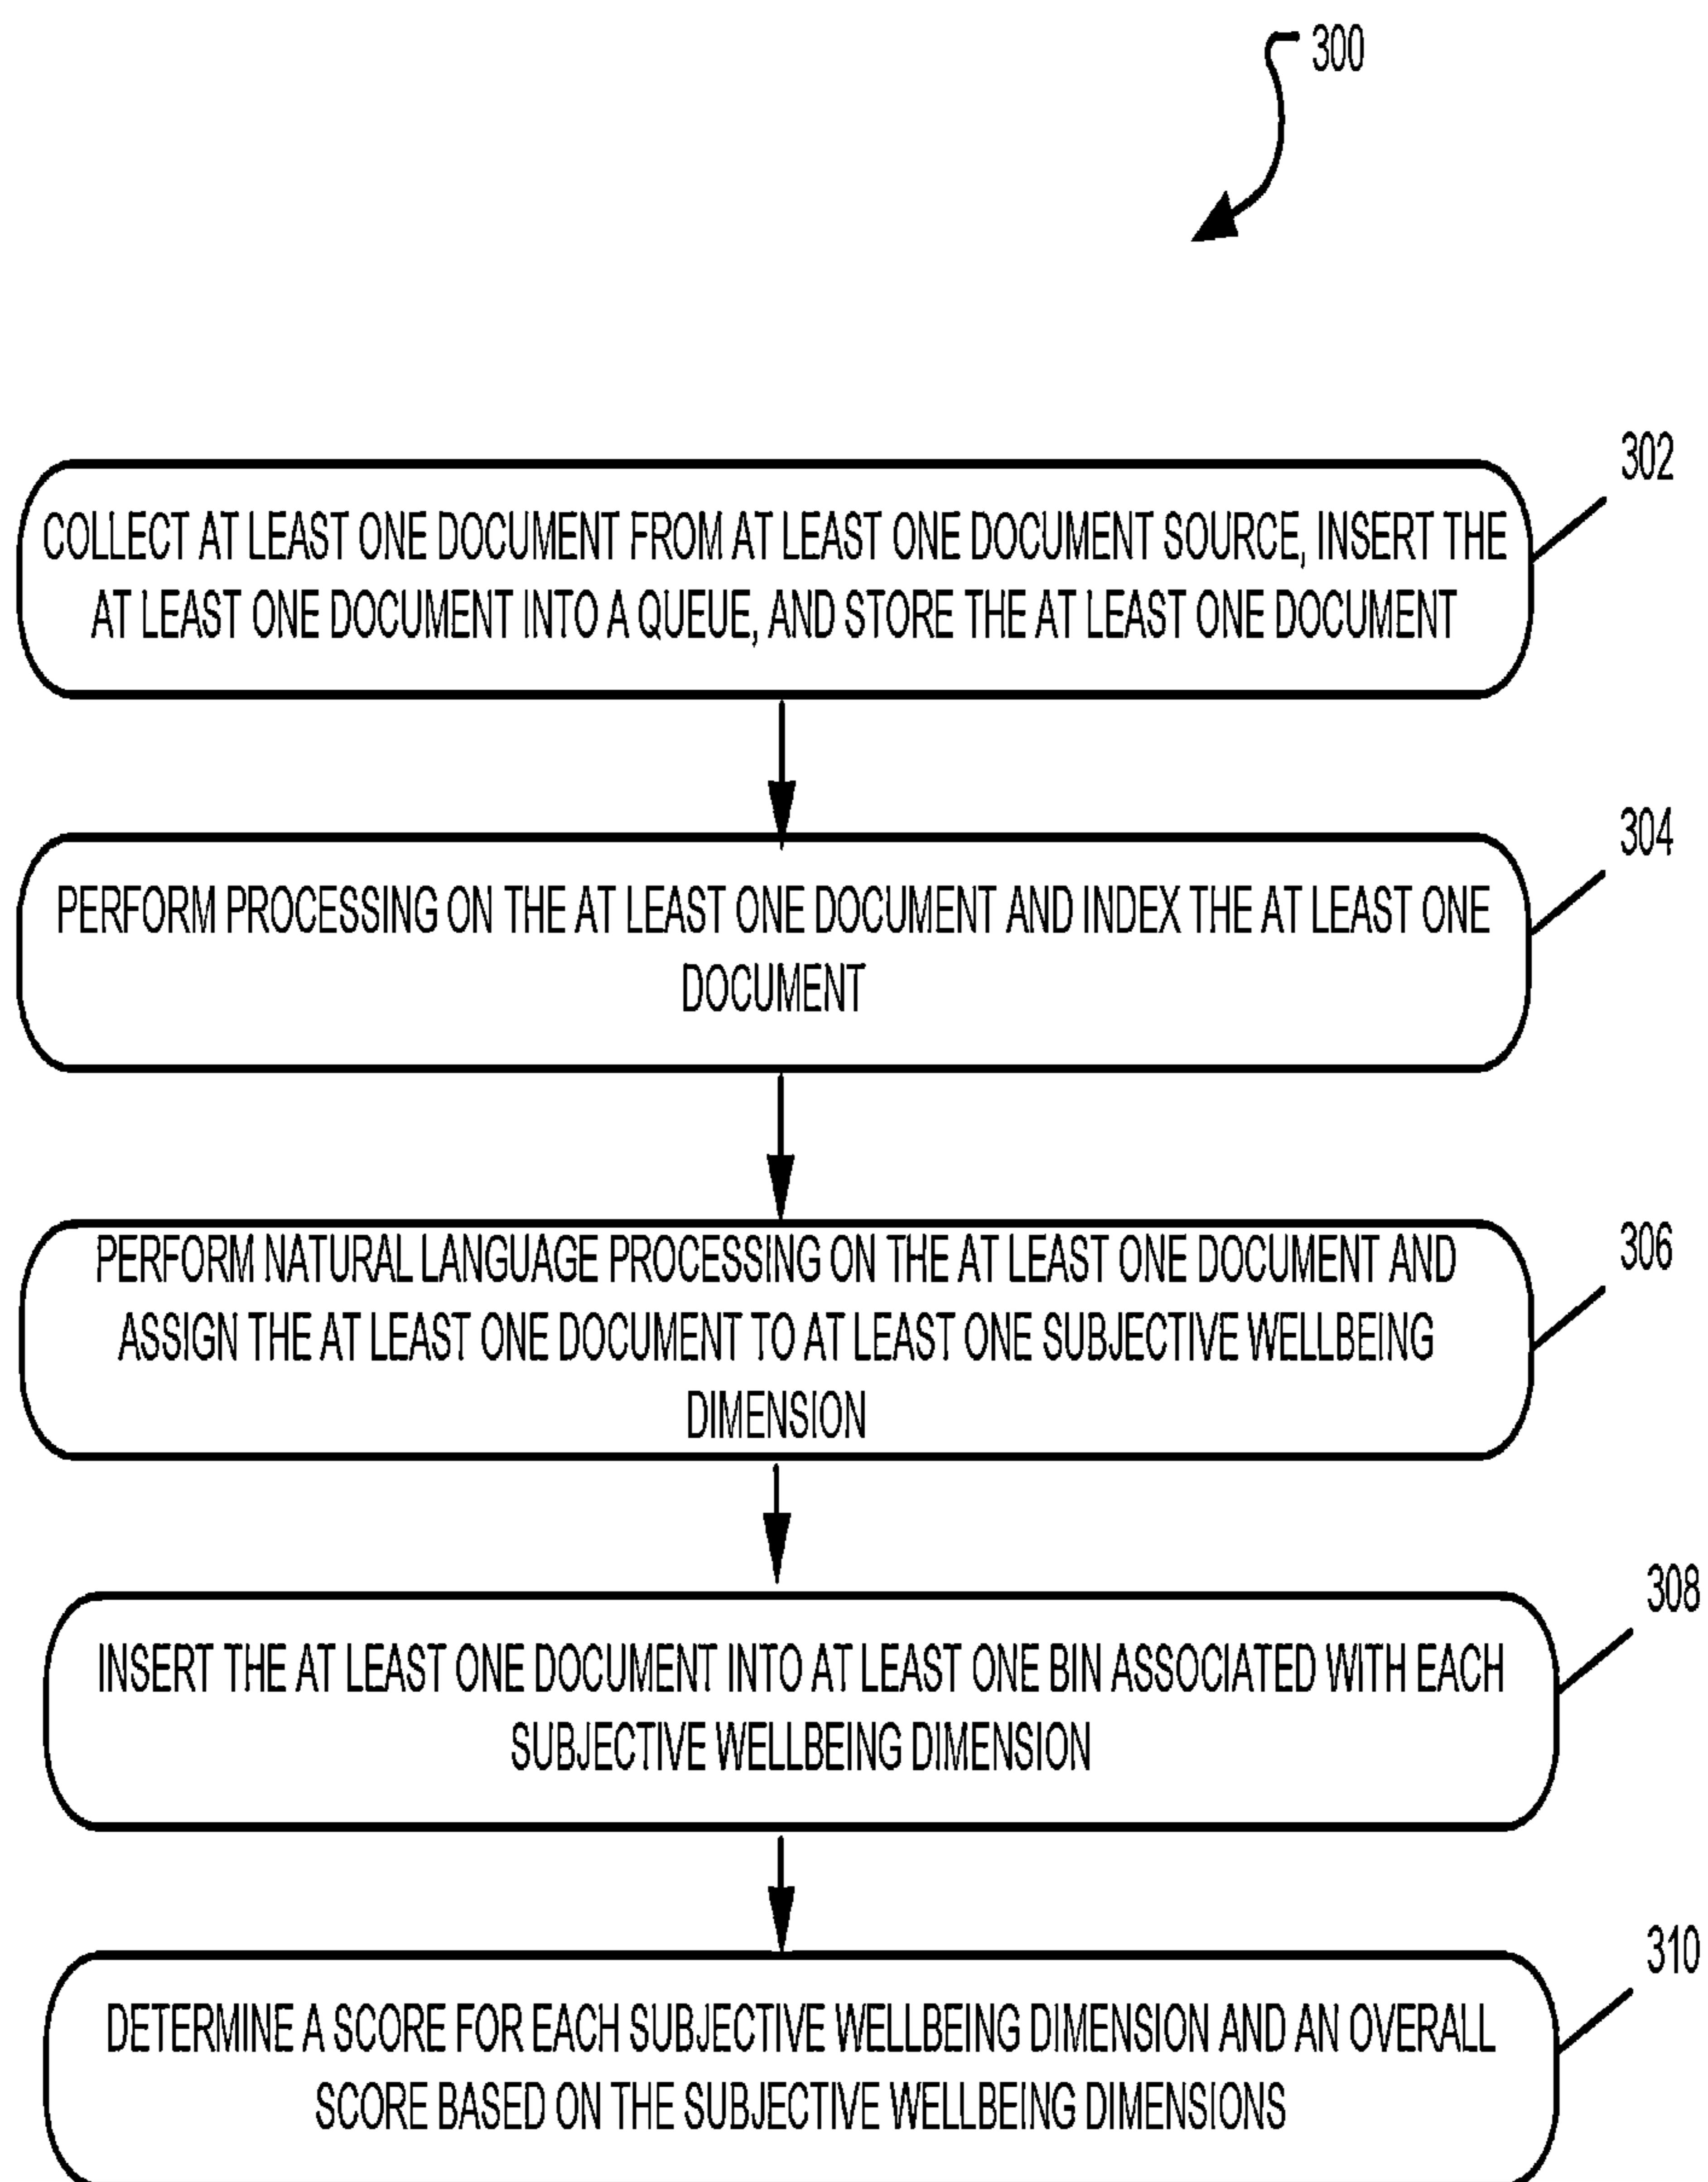 300
302
COLLECT AT LEAST ONE DOCUMENT FROM AT LEAST ONE DOCUMENT SOURCE, INSERT THE
AT LEAST ONE DOCUMENT INTO A QUEUE, AND STORE THE AT LEAST ONE DOCUMENT
304
PERFORM PROCESSING ON THE AT LEAST ONE DOCUMENT AND INDEX THE AT LEAST ONE
DOCUMENT
306
PERFORM NATURAL LANGUAGE PROCESSING ON THE AT LEAST ONE DOCUMENT AND
ASSIGN THE AT LEAST ONE DOCUMENT TO AT LEAST ONE SUBJECTIVE WELLBEING
DIMENSION
308
INSERT THE AT LEAST ONE DOCUMENT INTO AT LEAST ONE BIN ASSOCIATED WITH EACH
SUBJECTIVE WELLBEING DIMENSION
310
DETERMINE A SCORE FOR EACH SUBJECTIVE WELLBEING DIMENSION AND AN OVERALL
SCORE BASED ON THE SUBJECTIVE WELLBEING DIMENSIONS